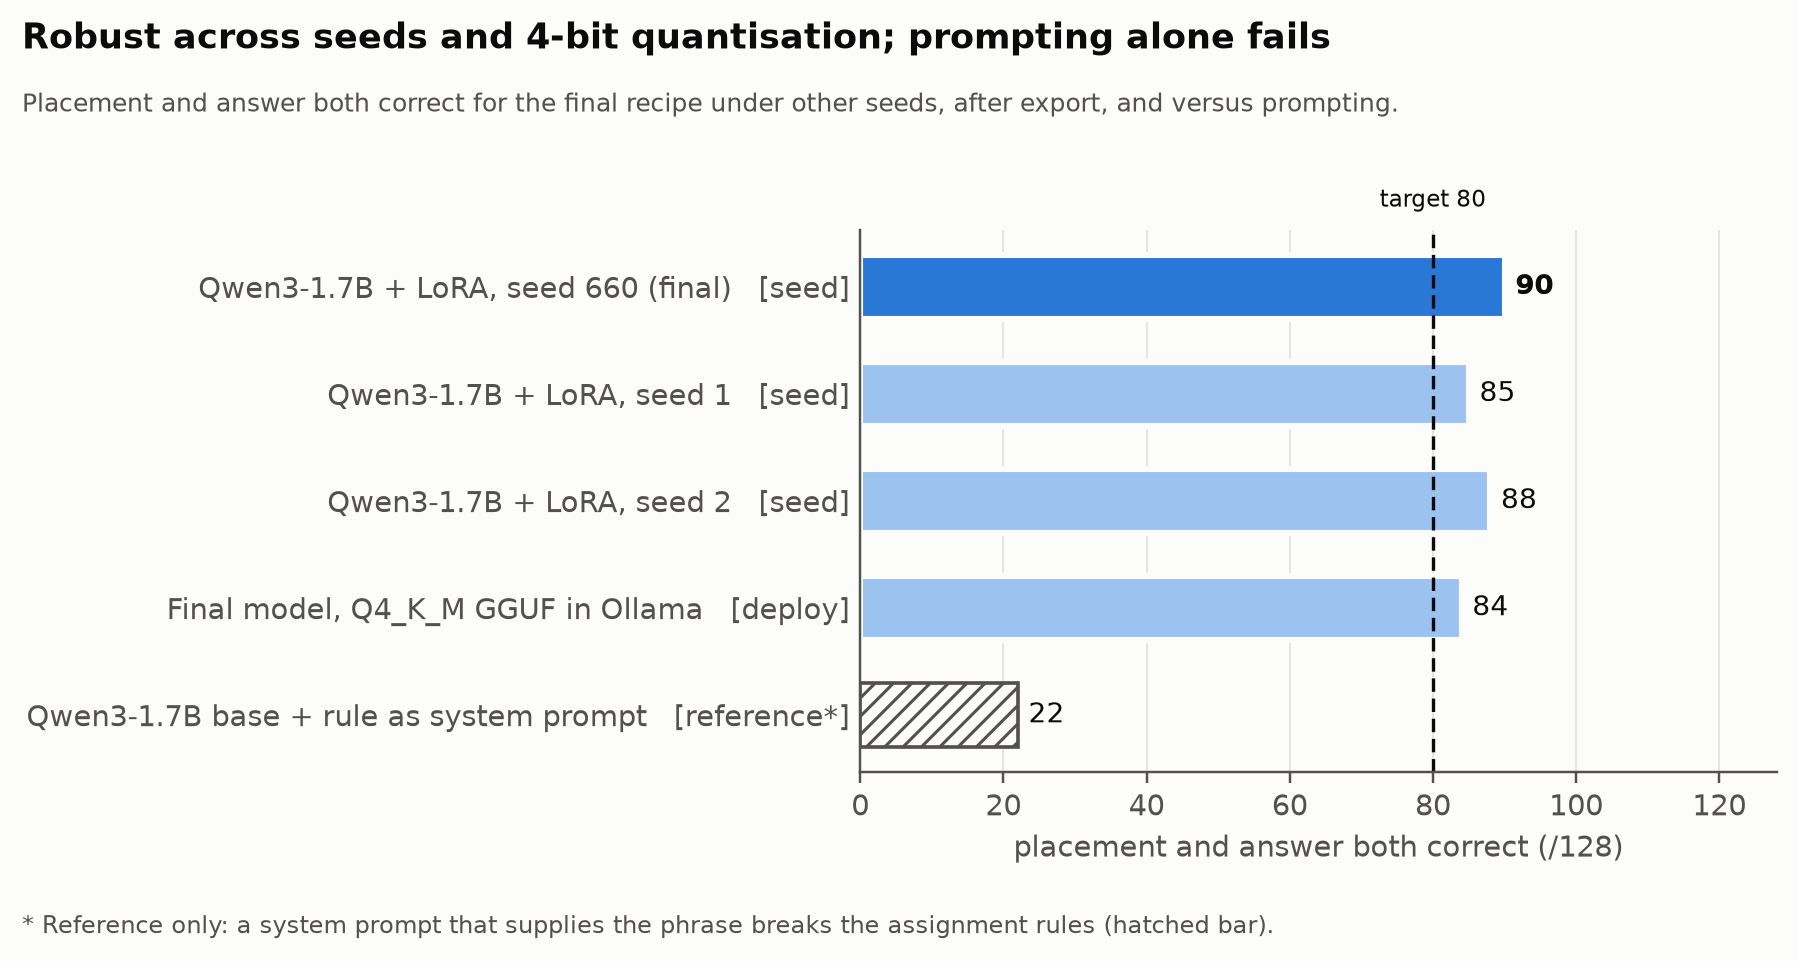 Robust across seeds and 4-bit quantisation; prompting alone fails
Placement and answer both correct for the final recipe under other seeds, after export, and versus prompting.
target 80
Qwen3-1.7B + LoRA, seed 660 (final) [seed] 90
Qwen3-1.7B + LoRA, seed 1 [seed] 85
Qwen3-1.7B + LoRA, seed 2 [seed] 88
Final model, Q4_K_M GGUF in Ollama [deploy] 84
Qwen3-1.7B base + rule as system prompt [reference*] 22
0 20 40 60 80 100 120
placement and answer both correct (/128)
* Reference only: a system prompt that supplies the phrase breaks the assignment rules (hatched bar).